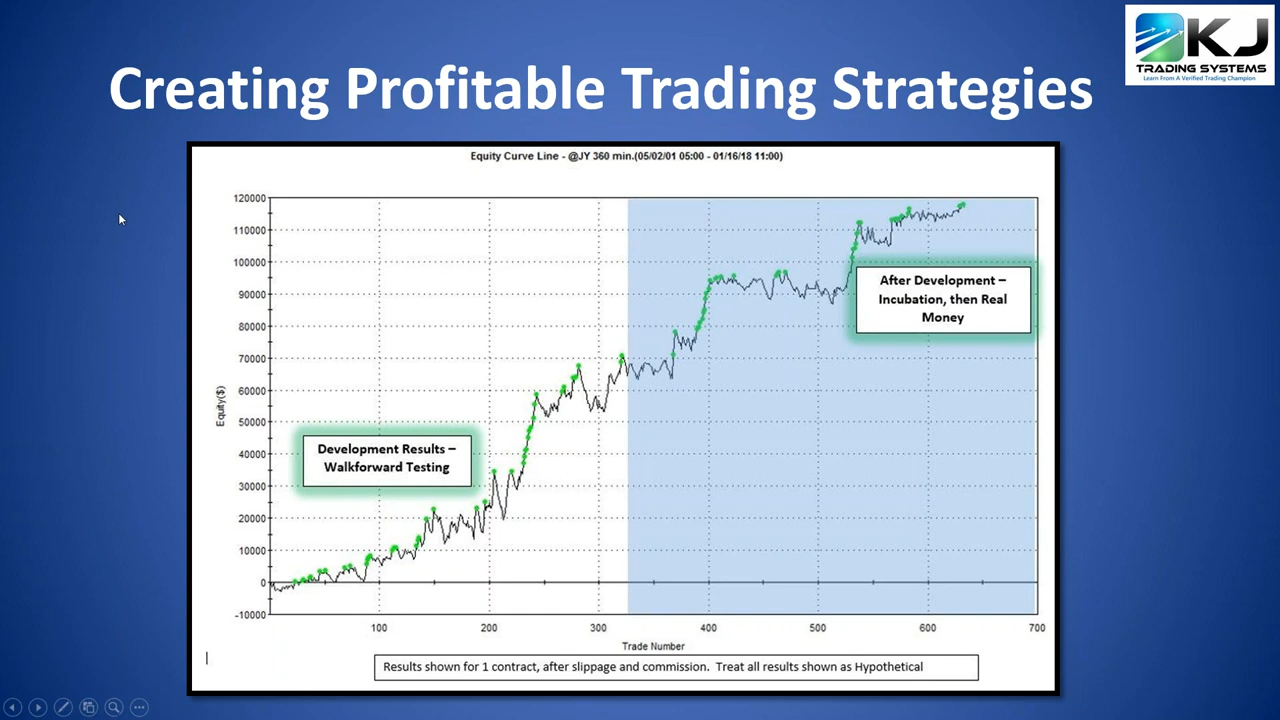 KJ
TRADING SYSTEMS
Learn From A Verified Trading Champion
Creating Profitable Trading Strategies
Equity Curve Line - @JY 360 min.(05/02/01 05:00 - 01/16/18 11:00)
120000
110000
100000
90000
80000
70000
60000
50000
40000
30000
20000
10000
0
-10000
Equity($)
After Development –
Incubation, then Real
Money
Development Results –
Walkforward Testing
100
200
300
400
500
600
700
Trade Number
Results shown for 1 contract, after slippage and commission. Treat all results shown as Hypothetical